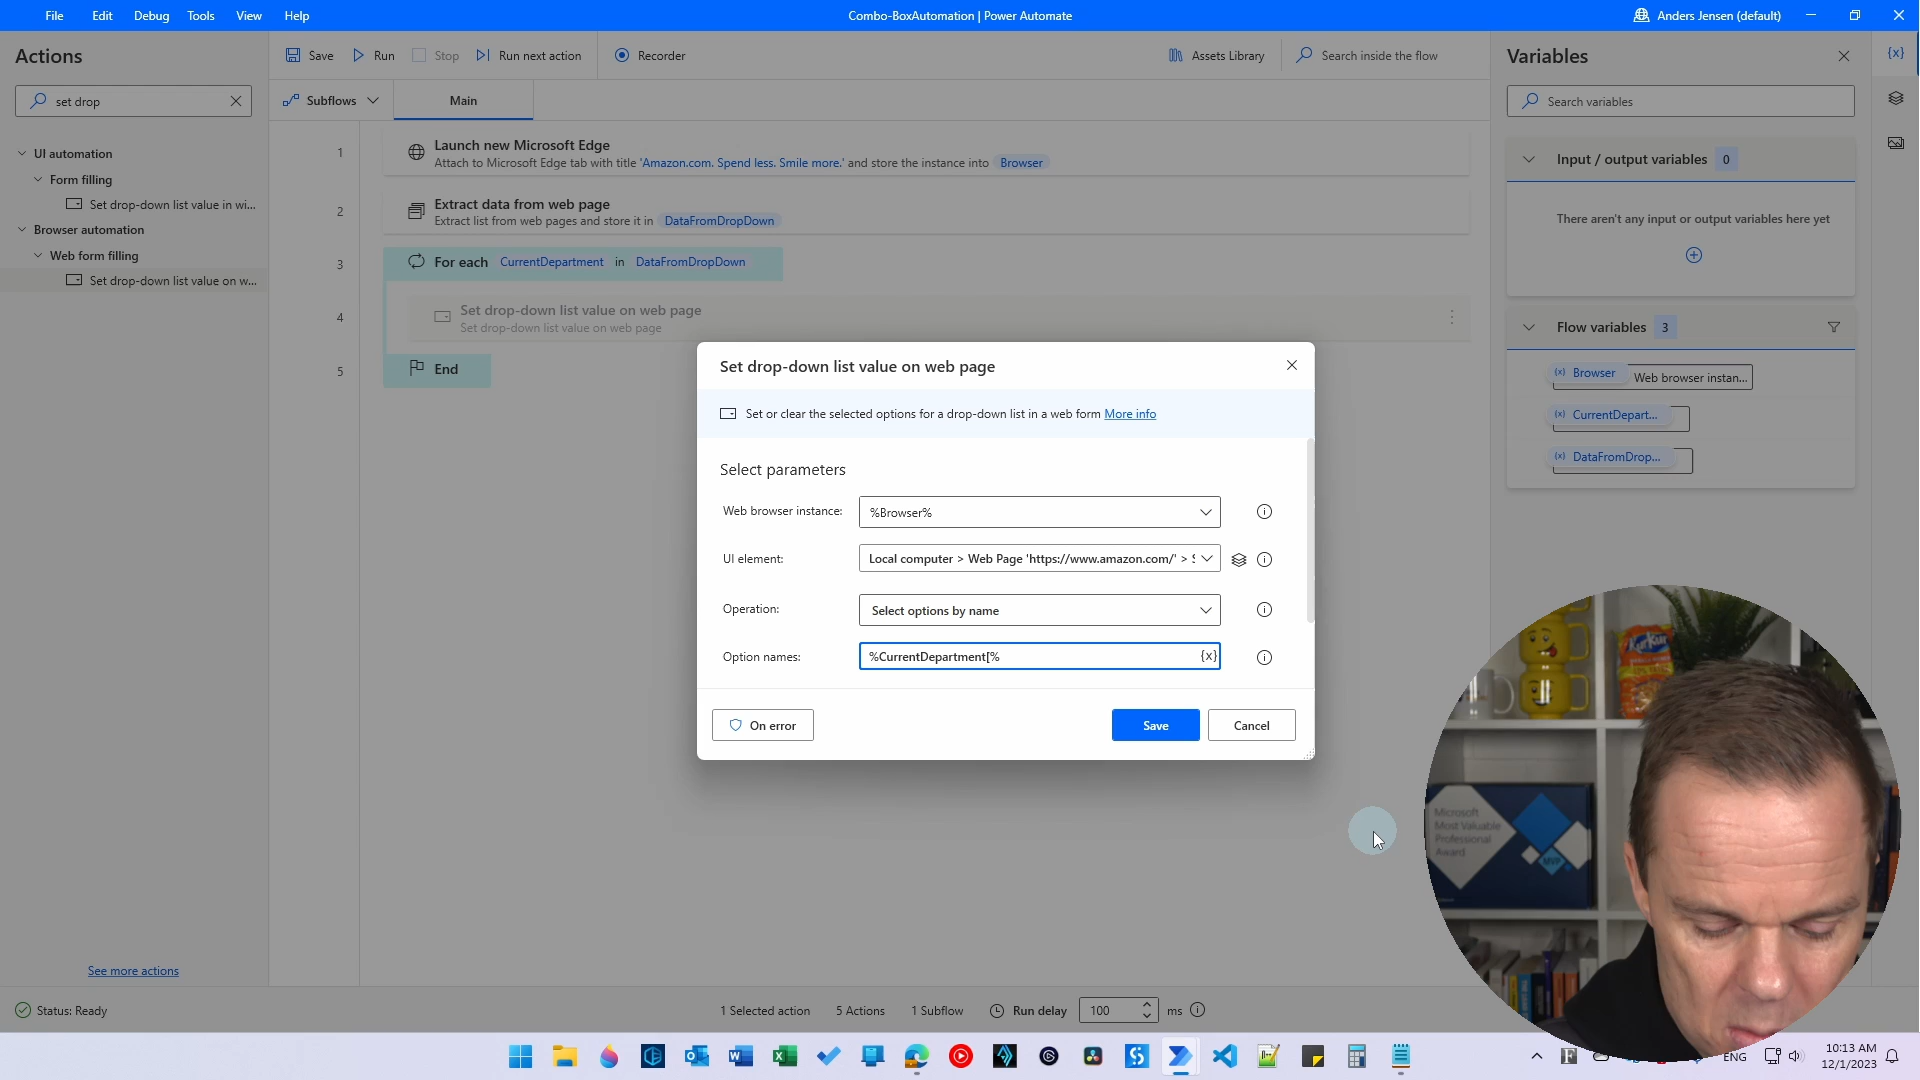 File Edit Debug Tools View Help
Combo-BoxAutomation | Power Automate
Anders Jensen (default)
Actions
set drop
UI automation
Form filling
Set drop-down list value in wi...
Browser automation
Web form filling
Set drop-down list value on w...
See more actions
Save Run Stop Run next action Recorder
Assets Library Search inside the flow
Subflows Main
1 Launch new Microsoft Edge
Attach to Microsoft Edge tab with title 'Amazon.com. Spend less. Smile more.' and store the instance into Browser
2 Extract data from web page
Extract list from web pages and store it in DataFromDropDown
3 For each CurrentDepartment in DataFromDropDown
4 Set drop-down list value on web page
Set drop-down list value on web page
5 End
Set drop-down list value on web page
Set or clear the selected options for a drop-down list in a web form More info
Select parameters
Web browser instance: %Browser%
UI element: Local computer > Web Page 'https://www.amazon.com/' > S
Operation: Select options by name
Option names: %CurrentDepartment[% {x}
On error Save Cancel
Variables {x}
Search variables
Input / output variables 0
There aren't any input or output variables here yet
Flow variables 3
(x) Browser Web browser instan...
(x) CurrentDepart...
(x) DataFromDrop...
Microsoft
Most Valuable
Professional
Award
MVP
Status: Ready
1 Selected action 5 Actions 1 Subflow Run delay 100 ms
ENG
10:13 AM
12/1/2023